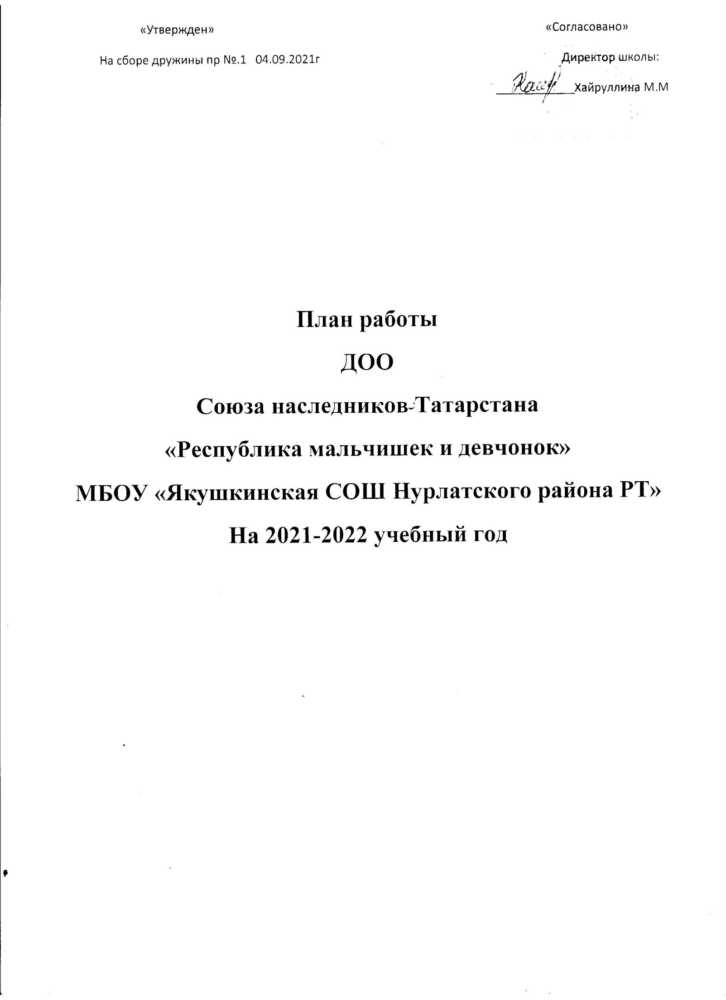 «Утвержден»
На сборе дружины пр №.1 04.09.2021г
«Согласовано»
Директор школы:
Хайруллина М.М
План работы
ДОО
Союза наследников Татарстана
«Республика мальчишек и девчонок»
МБОУ «Якушкинская СОШ Нурлатского района РТ»
На 2021-2022 учебный год